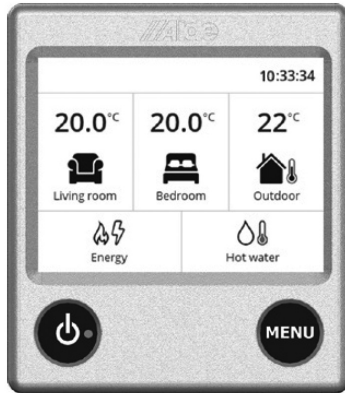 Alde
10:33:34
20.0°c 20.0°c 22°c
Living room Bedroom Outdoor
Energy Hot water
MENU